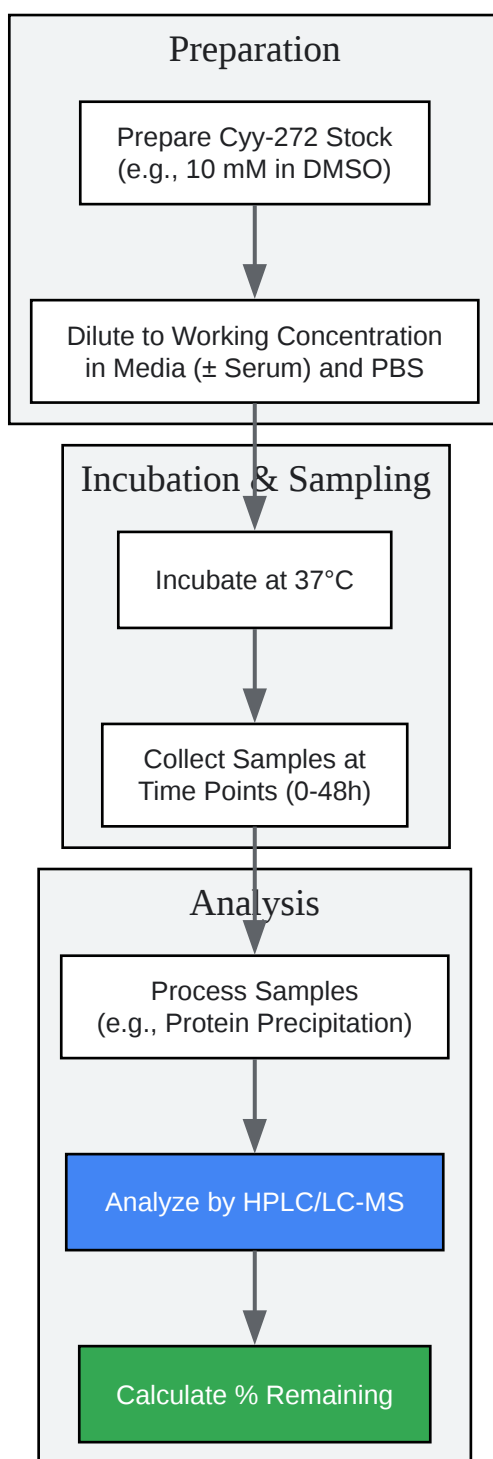 Preparation
Prepare Cyy-272 Stock
(e.g., 10 mM in DMSO)
Dilute to Working Concentration
in Media (± Serum) and PBS
Incubation & Sampling
Incubate at 37°C
Collect Samples at
Time Points (0-48h)
Analysis
Process Samples
(e.g., Protein Precipitation)
Analyze by HPLC/LC-MS
Calculate % Remaining